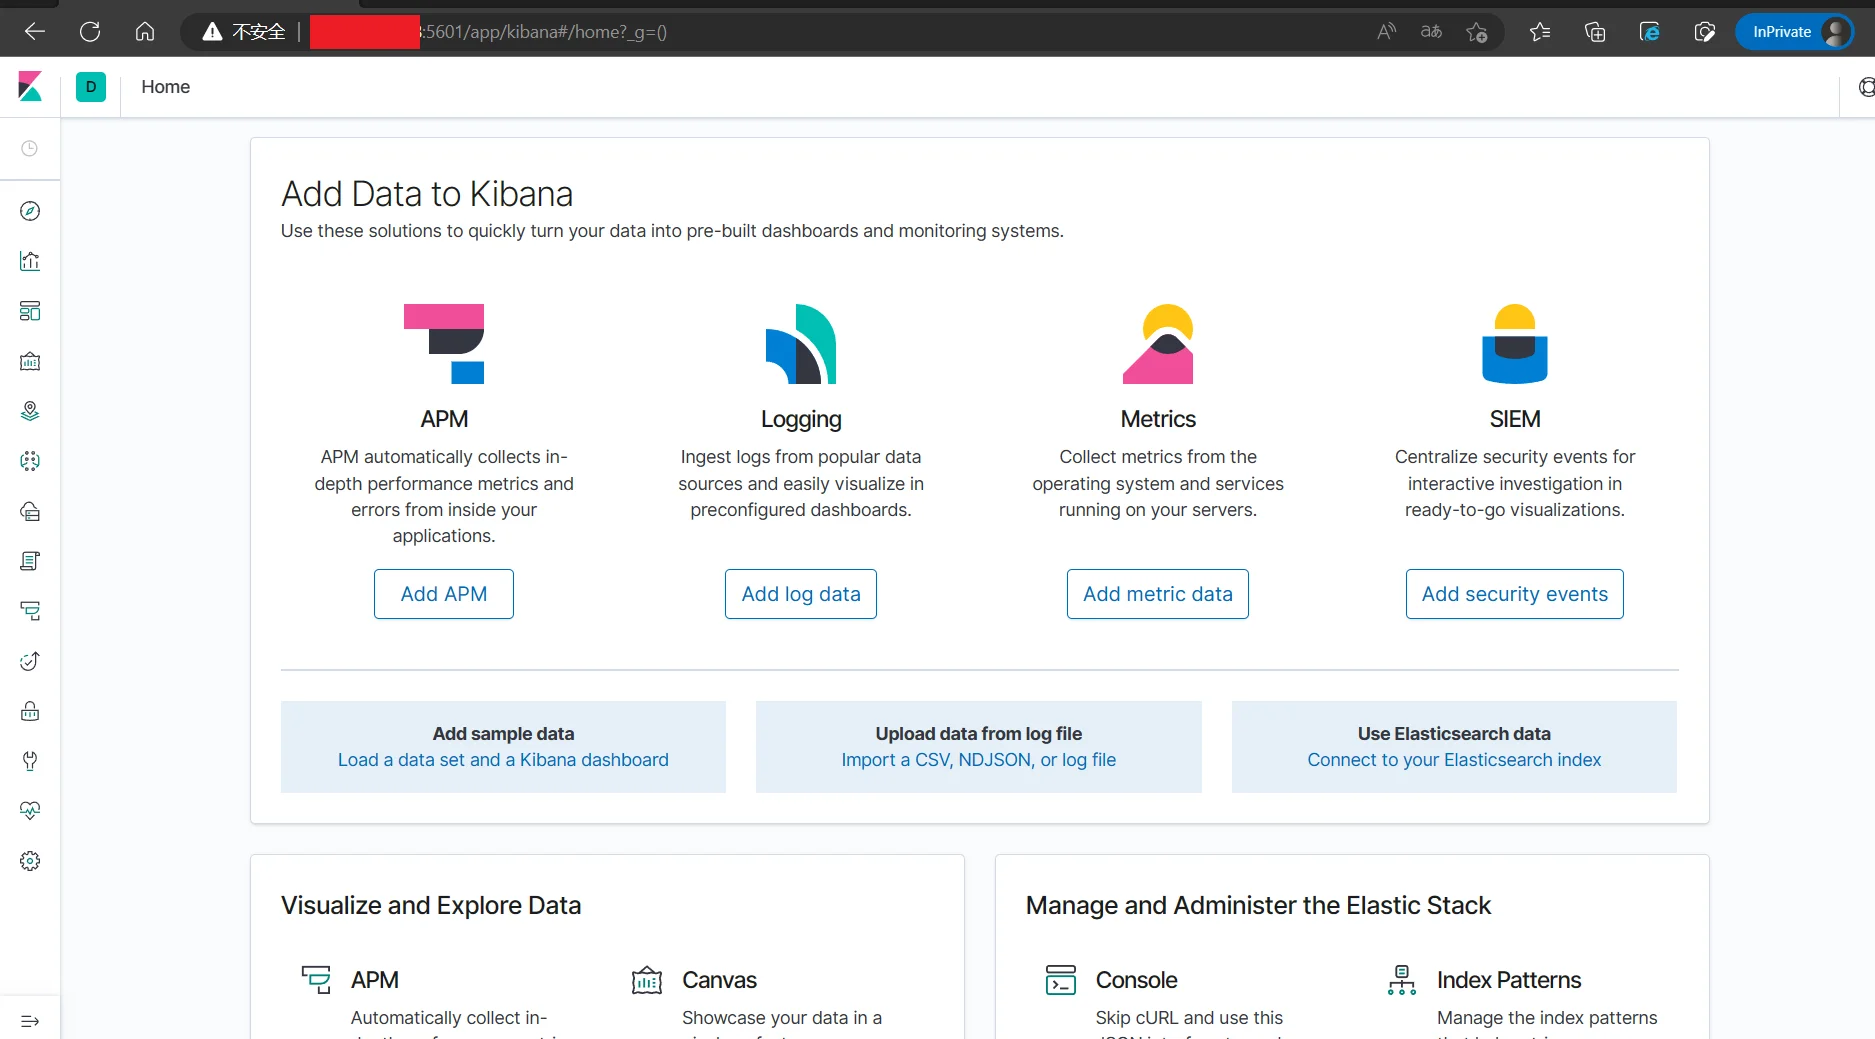 不安全
:5601/app/kibana#/home?_g=()
InPrivate
D
Home
Add Data to Kibana
Use these solutions to quickly turn your data into pre-built dashboards and monitoring systems.
APM
APM automatically collects in-
depth performance metrics and
errors from inside your
applications.
Add APM
Logging
Ingest logs from popular data
sources and easily visualize in
preconfigured dashboards.
Add log data
Metrics
Collect metrics from the
operating system and services
running on your servers.
Add metric data
SIEM
Centralize security events for
interactive investigation in
ready-to-go visualizations.
Add security events
Add sample data
Load a data set and a Kibana dashboard
Upload data from log file
Import a CSV, NDJSON, or log file
Use Elasticsearch data
Connect to your Elasticsearch index
Visualize and Explore Data
APM
Automatically collect in-
Canvas
Showcase your data in a
Manage and Administer the Elastic Stack
Console
Skip cURL and use this
Index Patterns
Manage the index patterns